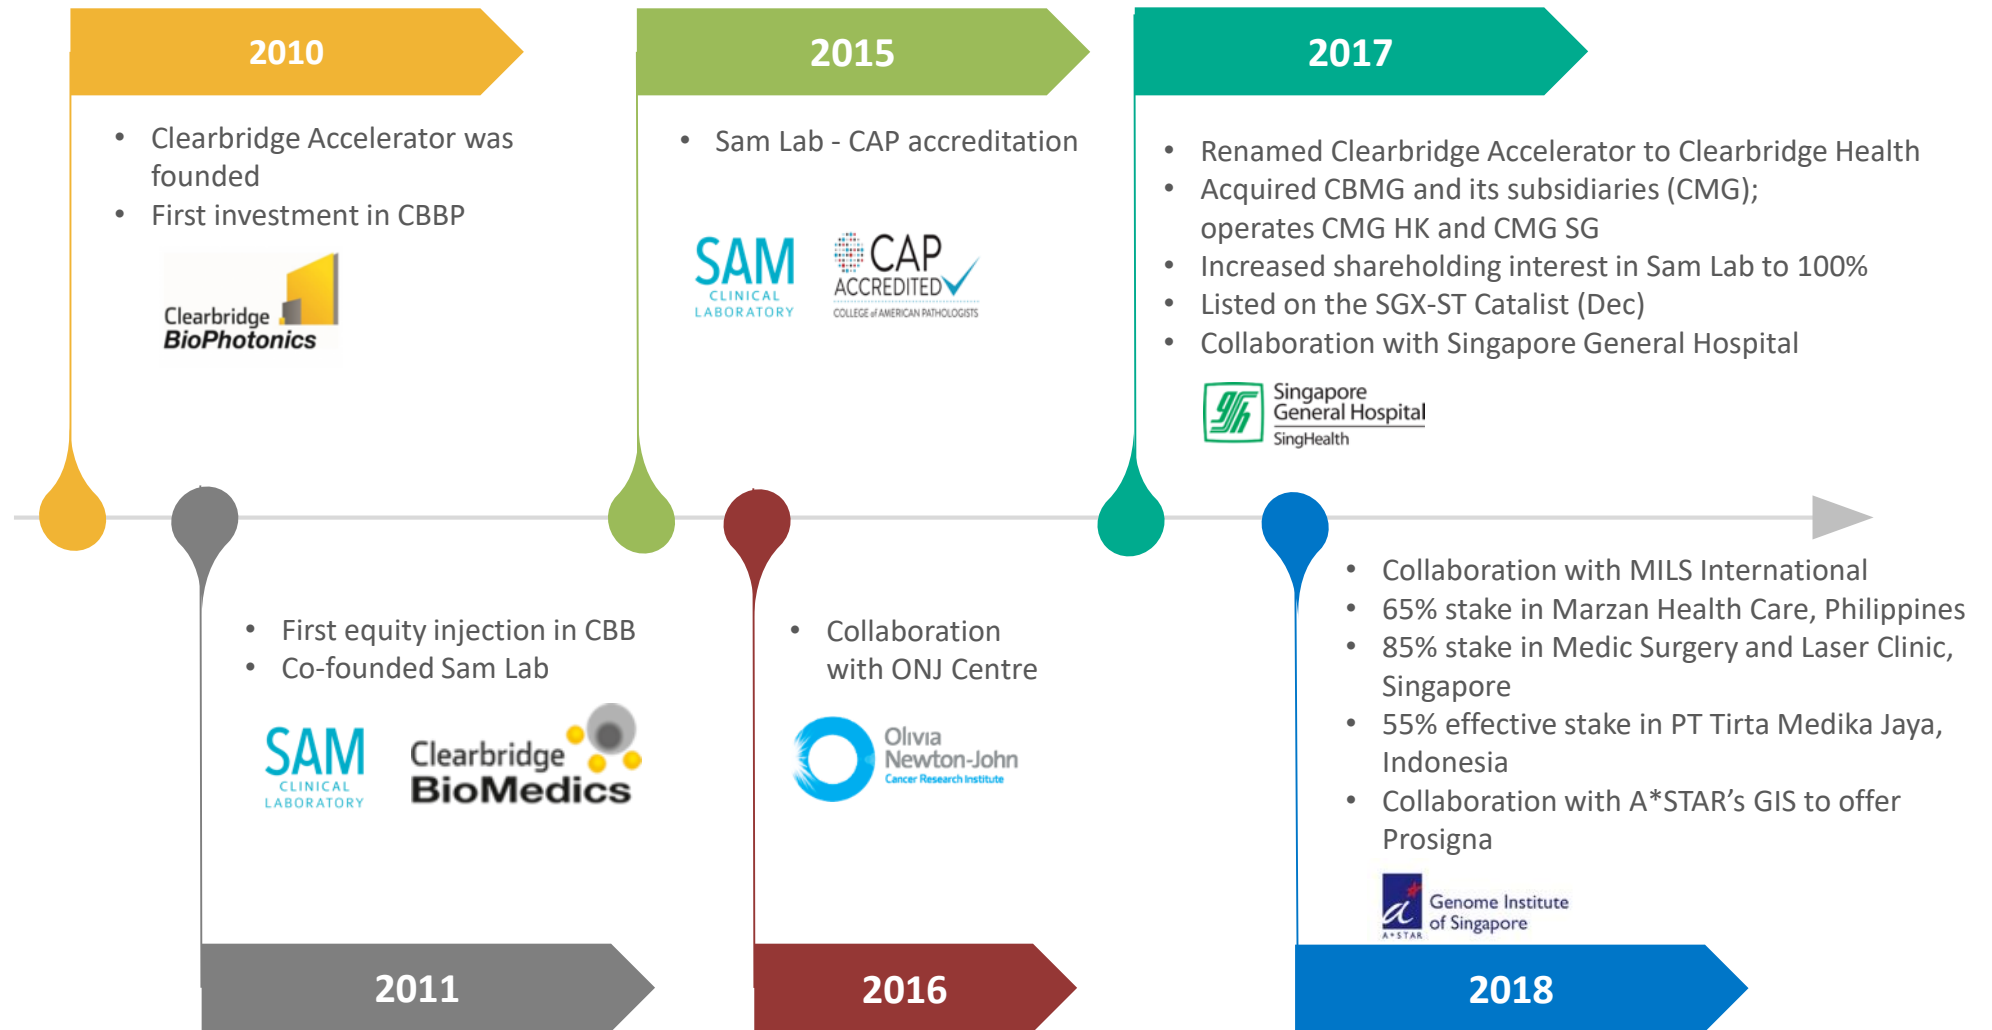 2010
• Clearbridge Accelerator was
founded
• First investment in CBBP
Clearbridge
BioPhotonics
2015
• Sam Lab - CAP accreditation
SAM
CLINICAL
LABORATORY
CAP
ACCREDITED
COLLEGE of AMERICAN PATHOLOGISTS
2017
• Renamed Clearbridge Accelerator to Clearbridge Health
• Acquired CBMG and its subsidiaries (CMG);
operates CMG HK and CMG SG
• Increased shareholding interest in Sam Lab to 100%
• Listed on the SGX-ST Catalist (Dec)
• Collaboration with Singapore General Hospital
Singapore
General Hospital
SingHealth
• First equity injection in CBB
• Co-founded Sam Lab
SAM
CLINICAL
LABORATORY
Clearbridge
BioMedics
2011
• Collaboration
with ONJ Centre
Olivia
Newton-John
Cancer Research Institute
2016
• Collaboration with MILS International
• 65% stake in Marzan Health Care, Philippines
• 85% stake in Medic Surgery and Laser Clinic,
Singapore
• 55% effective stake in PT Tirta Medika Jaya,
Indonesia
• Collaboration with A*STAR’s GIS to offer
Prosigna
a
A*STAR
Genome Institute
of Singapore
2018